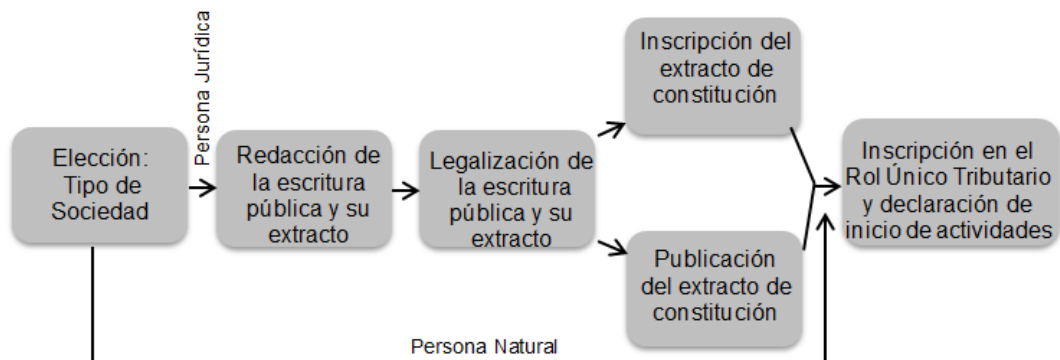 Elección:
Tipo de
Sociedad
Persona Jurídica
Redacción de
la escritura
pública y su
extracto
Legalización de
la escritura
pública y su
extracto
Inscripción del
extracto de
constitución
Publicación
del extracto de
constitución
Inscripción en el
Rol Único Tributario
y declaración de
inicio de actividades
Persona Natural